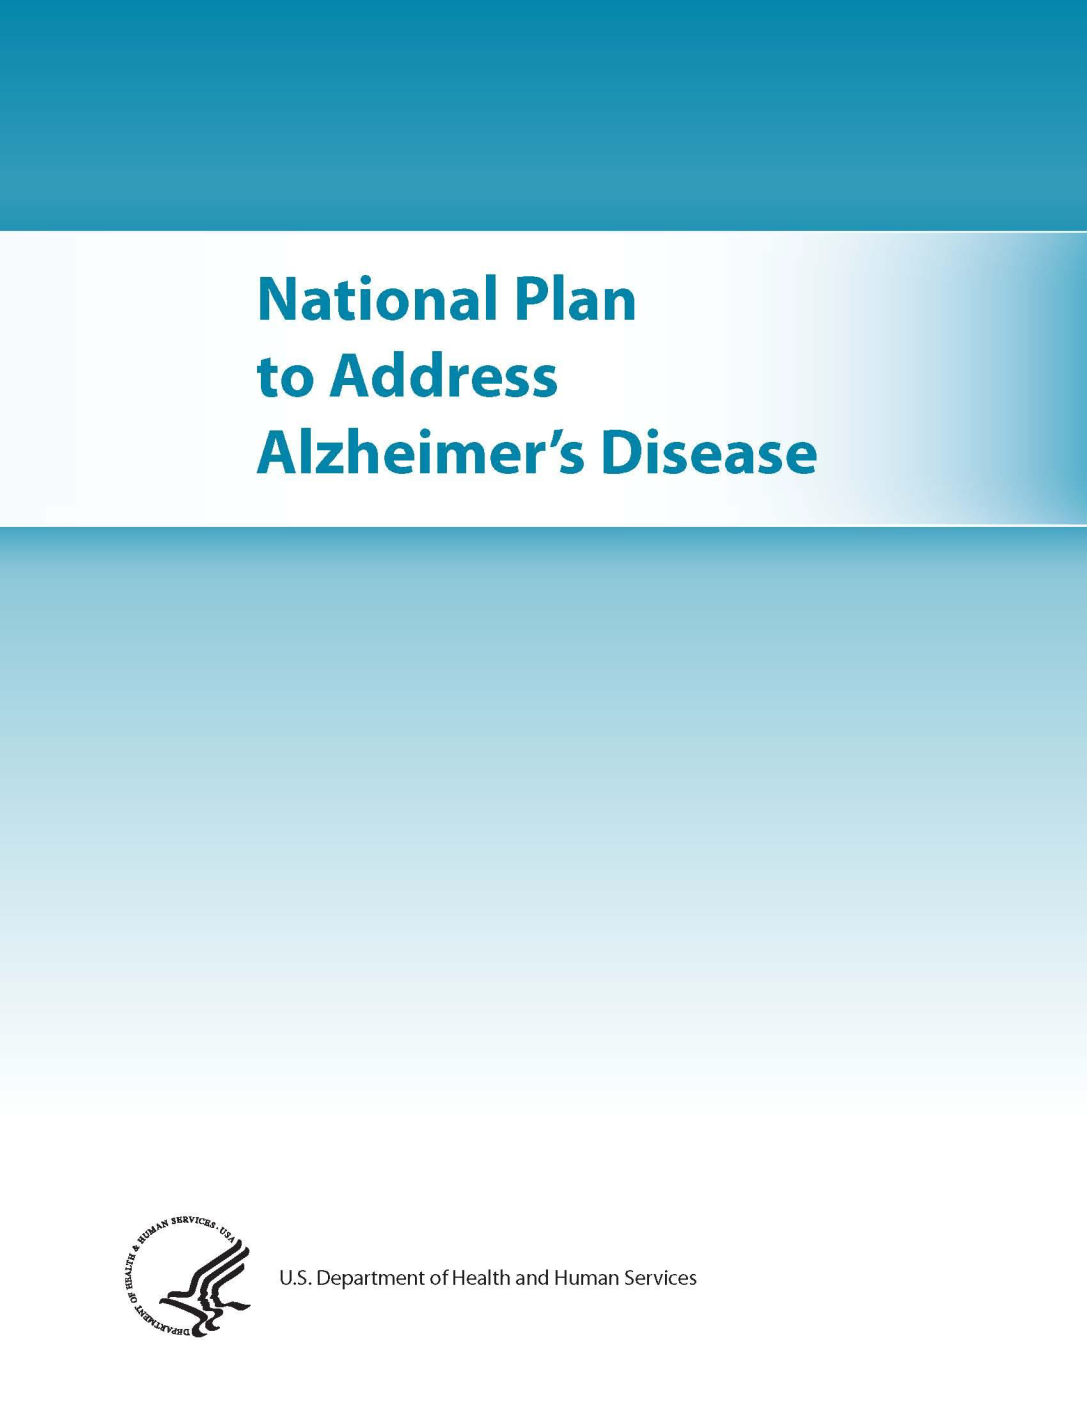 National Plan
to Address
Alzheimer’s Disease
DEPARTMENT OF HEALTH & HUMAN SERVICES · USA
U.S. Department of Health and Human Services